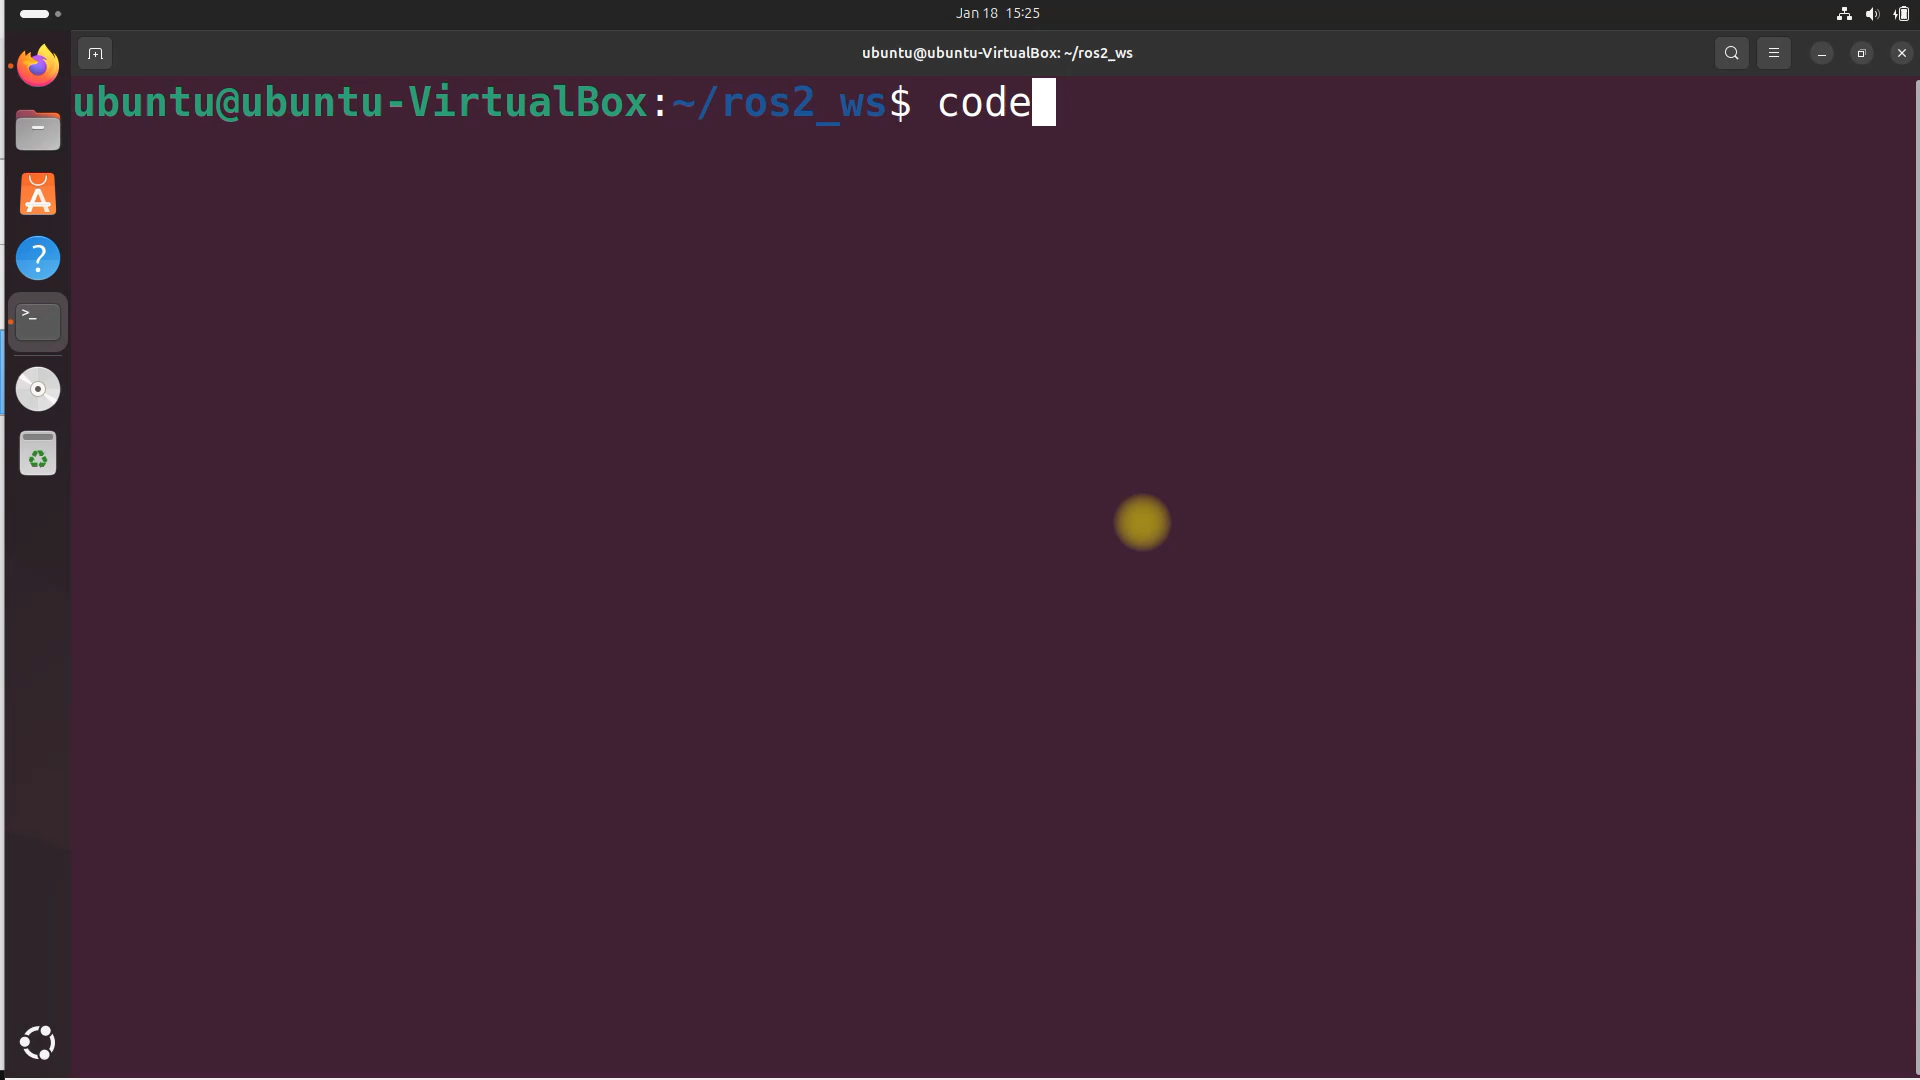 Jan 18 15:25
ubuntu@ubuntu-VirtualBox: ~/ros2_ws
ubuntu@ubuntu-VirtualBox:~/ros2_ws$ code